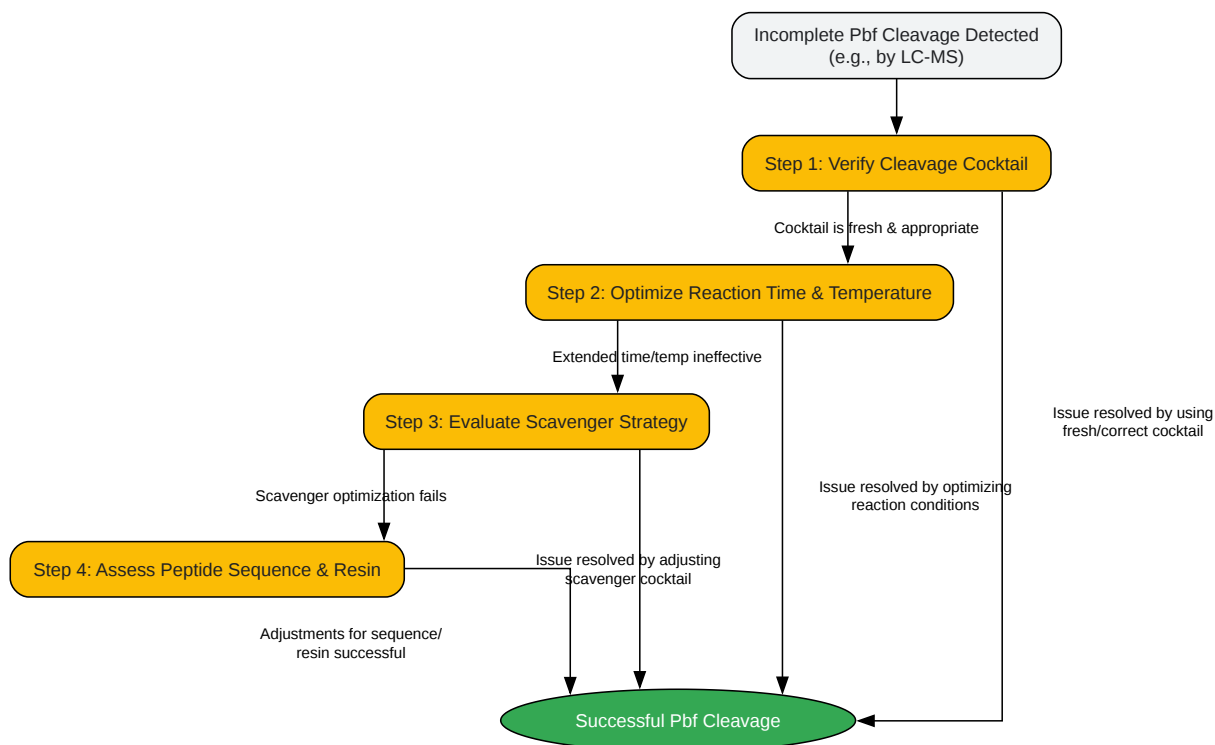 Incomplete Pbf Cleavage Detected
(e.g., by LC-MS)
Step 1: Verify Cleavage Cocktail
Cocktail is fresh & appropriate
Step 2: Optimize Reaction Time & Temperature
Extended time/temp ineffective
Step 3: Evaluate Scavenger Strategy
Issue resolved by using
fresh/correct cocktail
Scavenger optimization fails
Issue resolved by optimizing
reaction conditions
Step 4: Assess Peptide Sequence & Resin
Issue resolved by adjusting
scavenger cocktail
Adjustments for sequence/
resin successful
Successful Pbf Cleavage